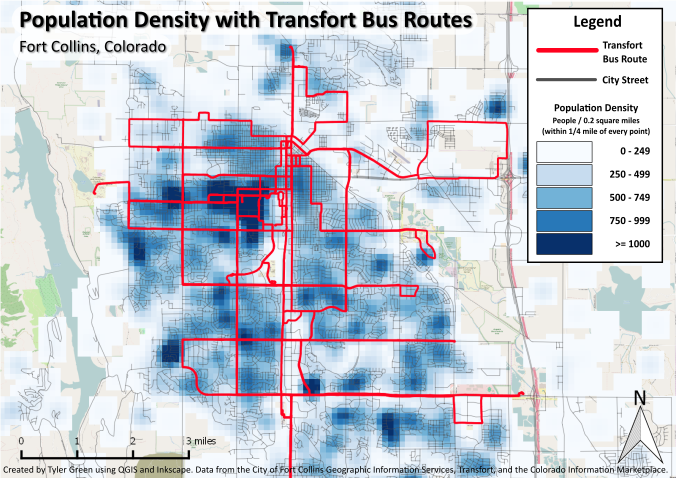 Population Density with Transfort Bus Routes
Fort Collins, Colorado
Legend
Transfort
Bus Route
City Street
Population Density
People / 0.2 square miles
(within 1/4 mile of every point)
0 - 249
250 - 499
500 - 749
750 - 999
>= 1000
N
0 1 2 3 miles
Created by Tyler Green using QGIS and Inkscape. Data from the City of Fort Collins Geographic Information Services, Transfort, and the Colorado Information Marketplace.